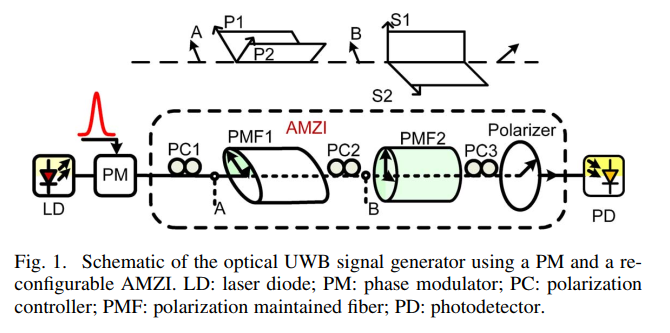 A P1 P2 B S1 S2
PC1 PMF1 AMZI PC2 PMF2 PC3 Polarizer
LD PM A B PD
Fig. 1. Schematic of the optical UWB signal generator using a PM and a re-
configurable AMZI. LD: laser diode; PM: phase modulator; PC: polarization
controller; PMF: polarization maintained fiber; PD: photodetector.